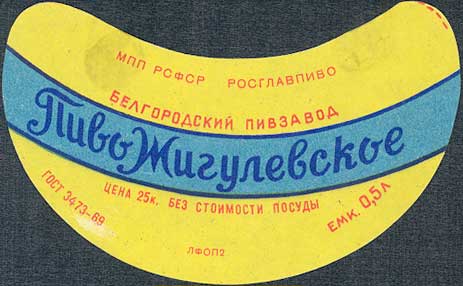 МПП РСФСР РОСГЛАВПИВО
БЕЛГОРОДСКИЙ ПИВЗАВОД
Пиво Жигулевское
ЦЕНА 25к. БЕЗ СТОИМОСТИ ПОСУДЫ
ГОСТ 3473-69
ЕМК. 0,5Л
ЛФОП2